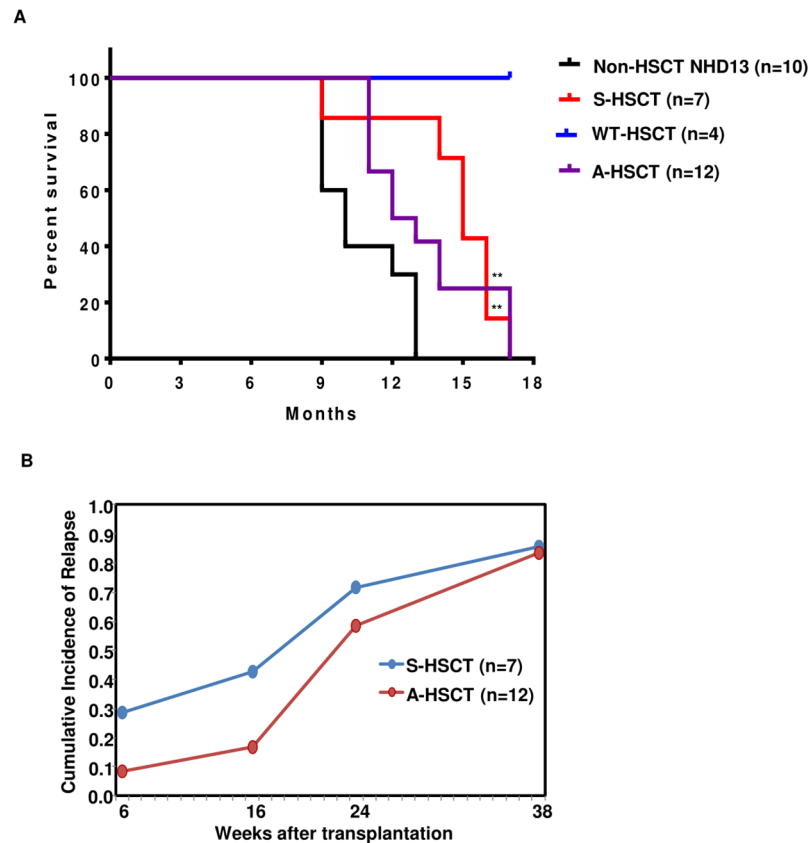 A
Percent survival
100
80
60
40
20
0
0 3 6 9 12 15 18
Months
**
**
Non-HSCT NHD13 (n=10)
S-HSCT (n=7)
WT-HSCT (n=4)
A-HSCT (n=12)
B
Cumulative Incidence of Relapse
1.0
0.9
0.8
0.7
0.6
0.5
0.4
0.3
0.2
0.1
0.0
S-HSCT (n=7)
A-HSCT (n=12)
6 16 24 38
Weeks after transplantation